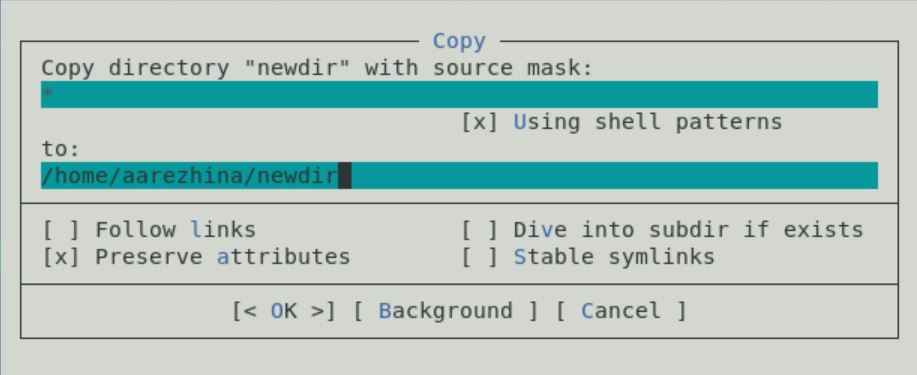 Copy
Copy directory "newdir" with source mask:
*
[x] Using shell patterns
to:
/home/aarezhina/newdir
[ ] Follow links [ ] Dive into subdir if exists
[x] Preserve attributes [ ] Stable symlinks
[< OK >] [ Background ] [ Cancel ]